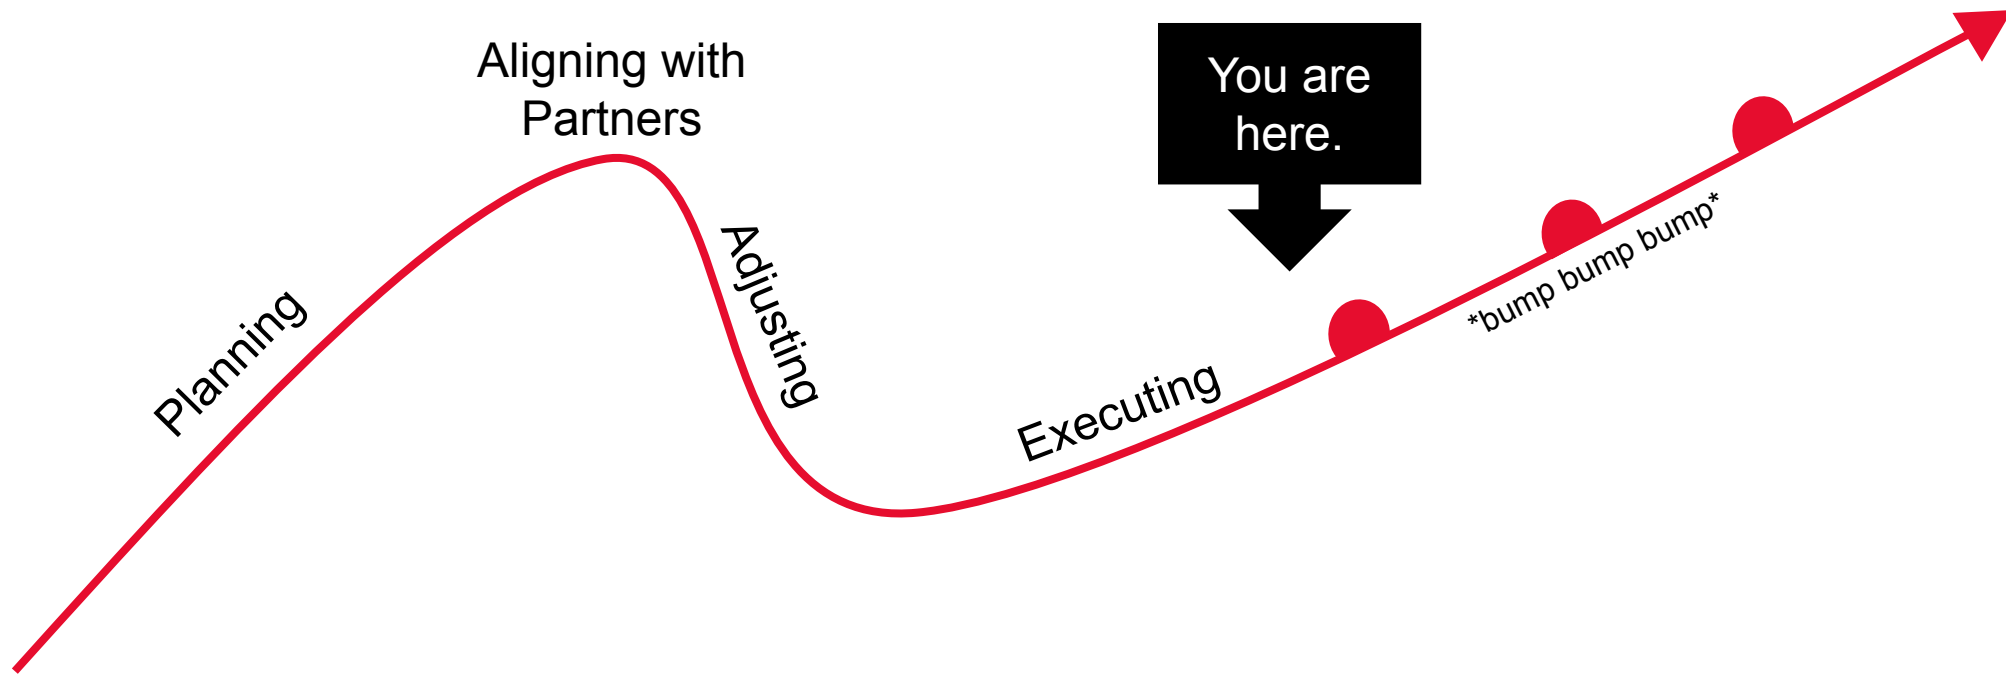 Planning
Aligning with
Partners
Adjusting
Executing
You are
here.
*bump bump bump*